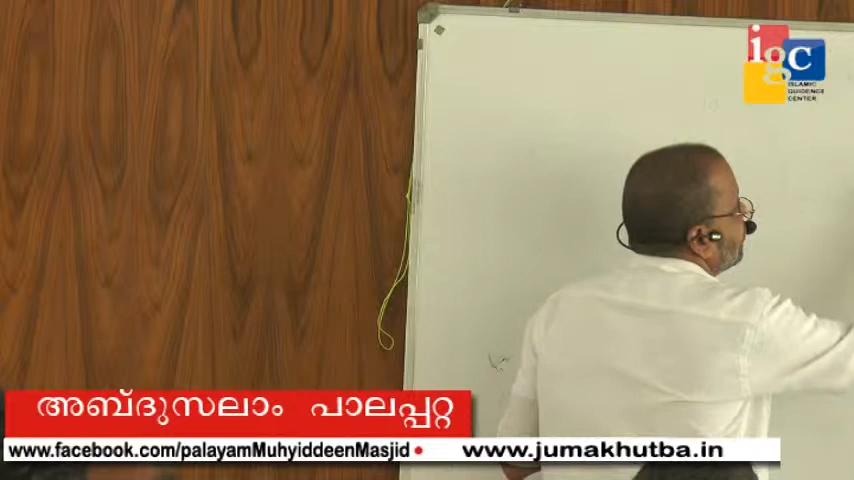 igc
ISLAMIC
GUIDENCE
CENTER
അബ്ദുസലാം പാലപ്പറ്റ
www.facebook.com/palayamMuhyiddeenMasjid • www.jumakhutba.in